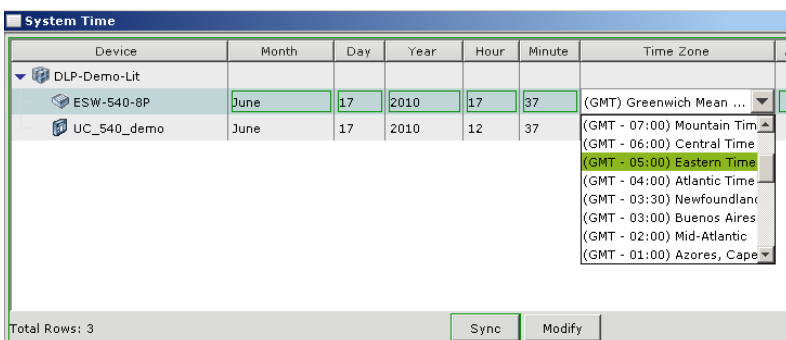 System Time
Device Month Day Year Hour Minute Time Zone
DLP-Demo-Lit
ESW-540-8P June 17 2010 17 37 (GMT) Greenwich Mean ...
UC_540_demo June 17 2010 12 37
(GMT - 07:00) Mountain Tim
(GMT - 06:00) Central Time
(GMT - 05:00) Eastern Time
(GMT - 04:00) Atlantic Time
(GMT - 03:30) Newfoundland
(GMT - 03:00) Buenos Aires
(GMT - 02:00) Mid-Atlantic
(GMT - 01:00) Azores, Cape
Total Rows: 3 Sync Modify